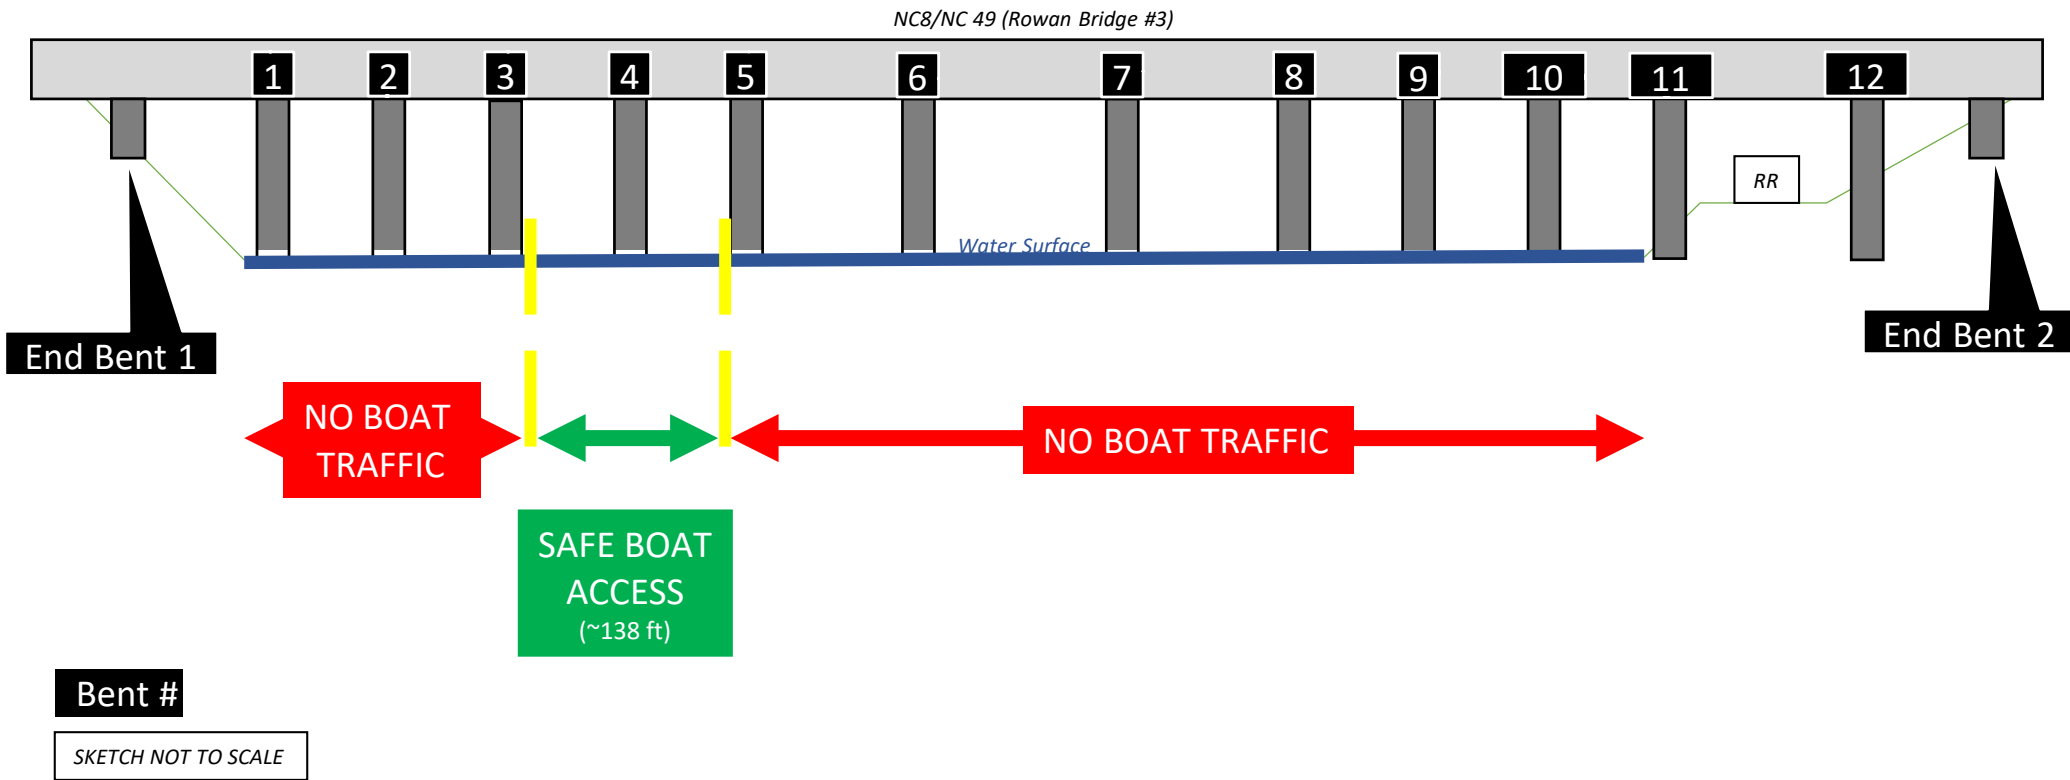 NC8/NC 49 (Rowan Bridge #3)
1 2 3 4 5 6 7 8 9 10 11 12
RR
Water Surface
End Bent 1
End Bent 2
NO BOAT
TRAFFIC
NO BOAT TRAFFIC
SAFE BOAT
ACCESS
(~138 ft)
Bent #
SKETCH NOT TO SCALE